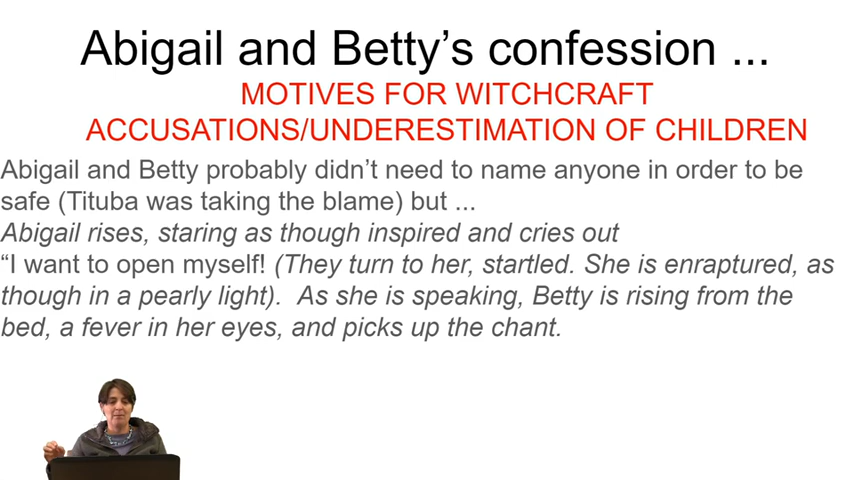 Abigail and Betty’s confession ...
MOTIVES FOR WITCHCRAFT
ACCUSATIONS/UNDERESTIMATION OF CHILDREN
Abigail and Betty probably didn’t need to name anyone in order to be
safe (Tituba was taking the blame) but ...
Abigail rises, staring as though inspired and cries out
“I want to open myself! (They turn to her, startled. She is enraptured, as
though in a pearly light).  As she is speaking, Betty is rising from the
bed, a fever in her eyes, and picks up the chant.